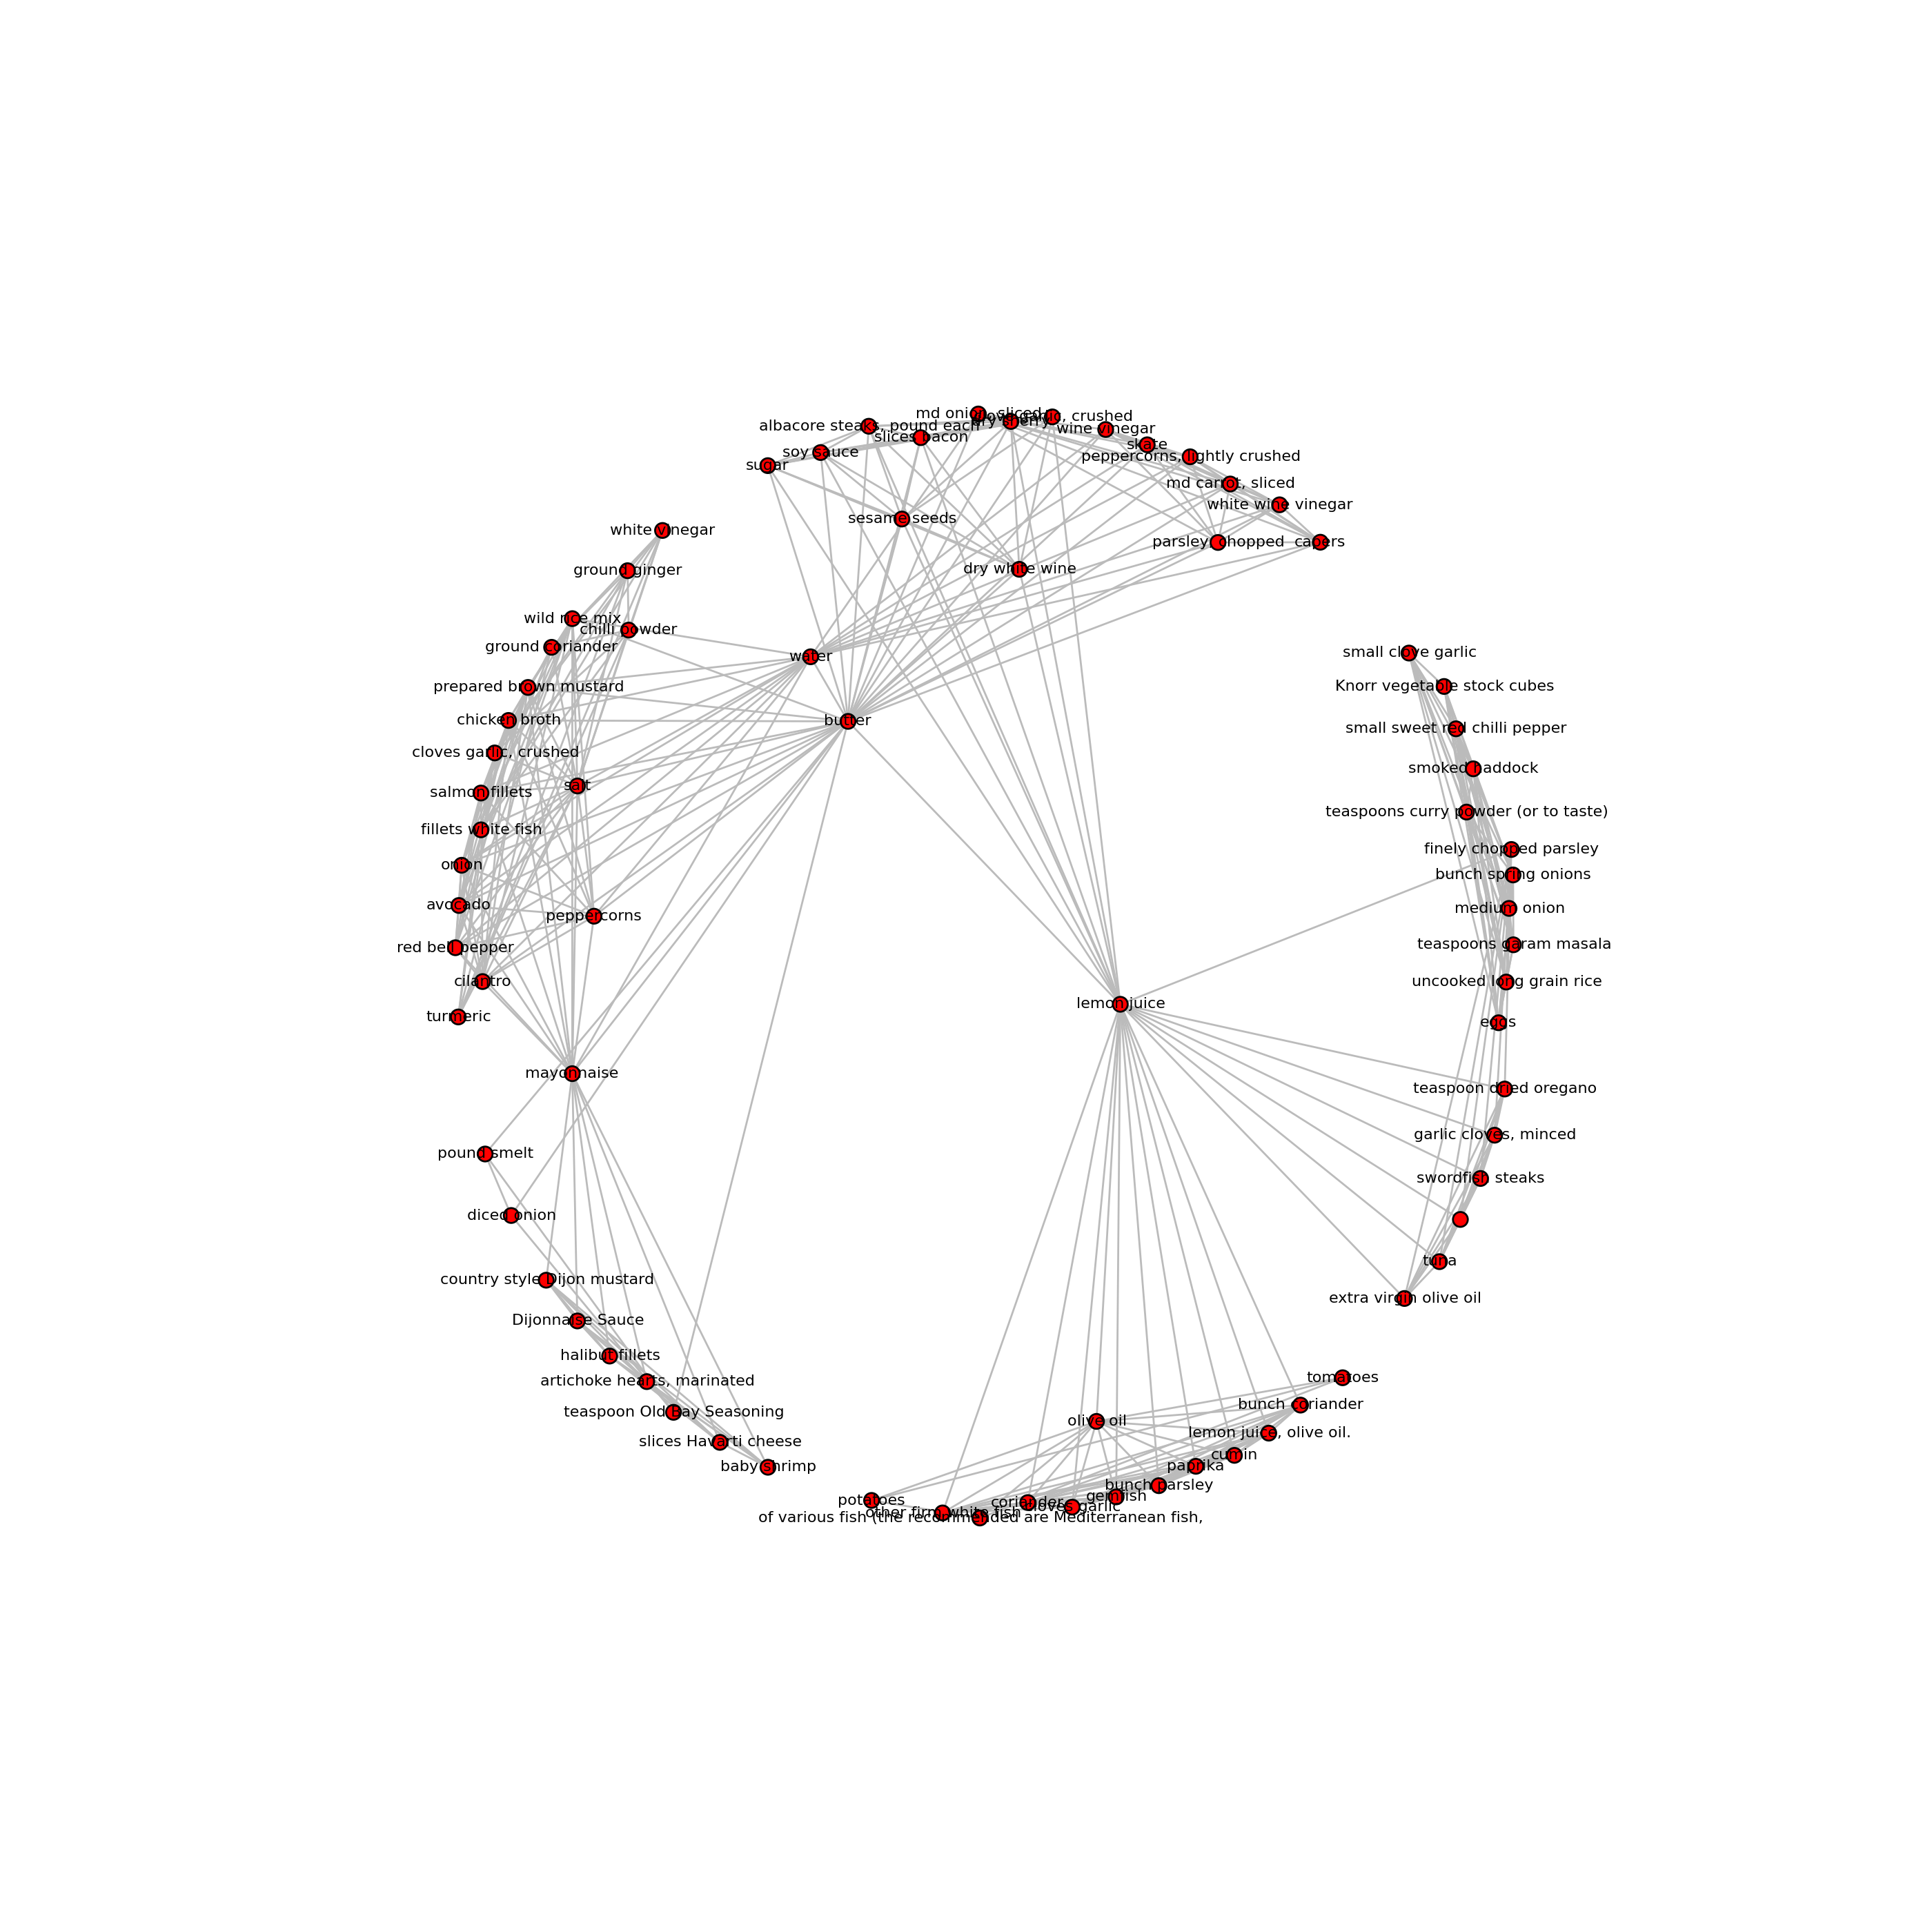 md onion, sliced
clove garlic, crushed
dry sherry
albacore steaks, pound each
wine vinegar
slices bacon
skate
soy sauce
peppercorns, lightly crushed
sugar
md carrot, sliced
white wine vinegar
sesame seeds
white vinegar
parsley, chopped
capers
ground ginger
dry white wine
wild rice mix
chilli powder
ground coriander
small clove garlic
water
prepared brown mustard
Knorr vegetable stock cubes
chicken broth
butter
small sweet red chilli pepper
cloves garlic, crushed
smoked haddock
salt
salmon fillets
teaspoons curry powder (or to taste)
fillets white fish
finely chopped parsley
onion
bunch spring onions
avocado
medium onion
peppercorns
red bell pepper
teaspoons garam masala
cilantro
uncooked long grain rice
lemon juice
turmeric
eggs
mayonnaise
teaspoon dried oregano
garlic cloves, minced
pound smelt
swordfish steaks
diced onion
tuna
country style Dijon mustard
extra virgin olive oil
Dijonnaise Sauce
halibut fillets
tomatoes
artichoke hearts, marinated
bunch coriander
teaspoon Old Bay Seasoning
olive oil
lemon juice, olive oil.
slices Havarti cheese
cumin
baby shrimp
paprika
bunch parsley
gemfish
potatoes
coriander
cloves garlic
other firm white fish
of various fish (the recommended are Mediterranean fish,